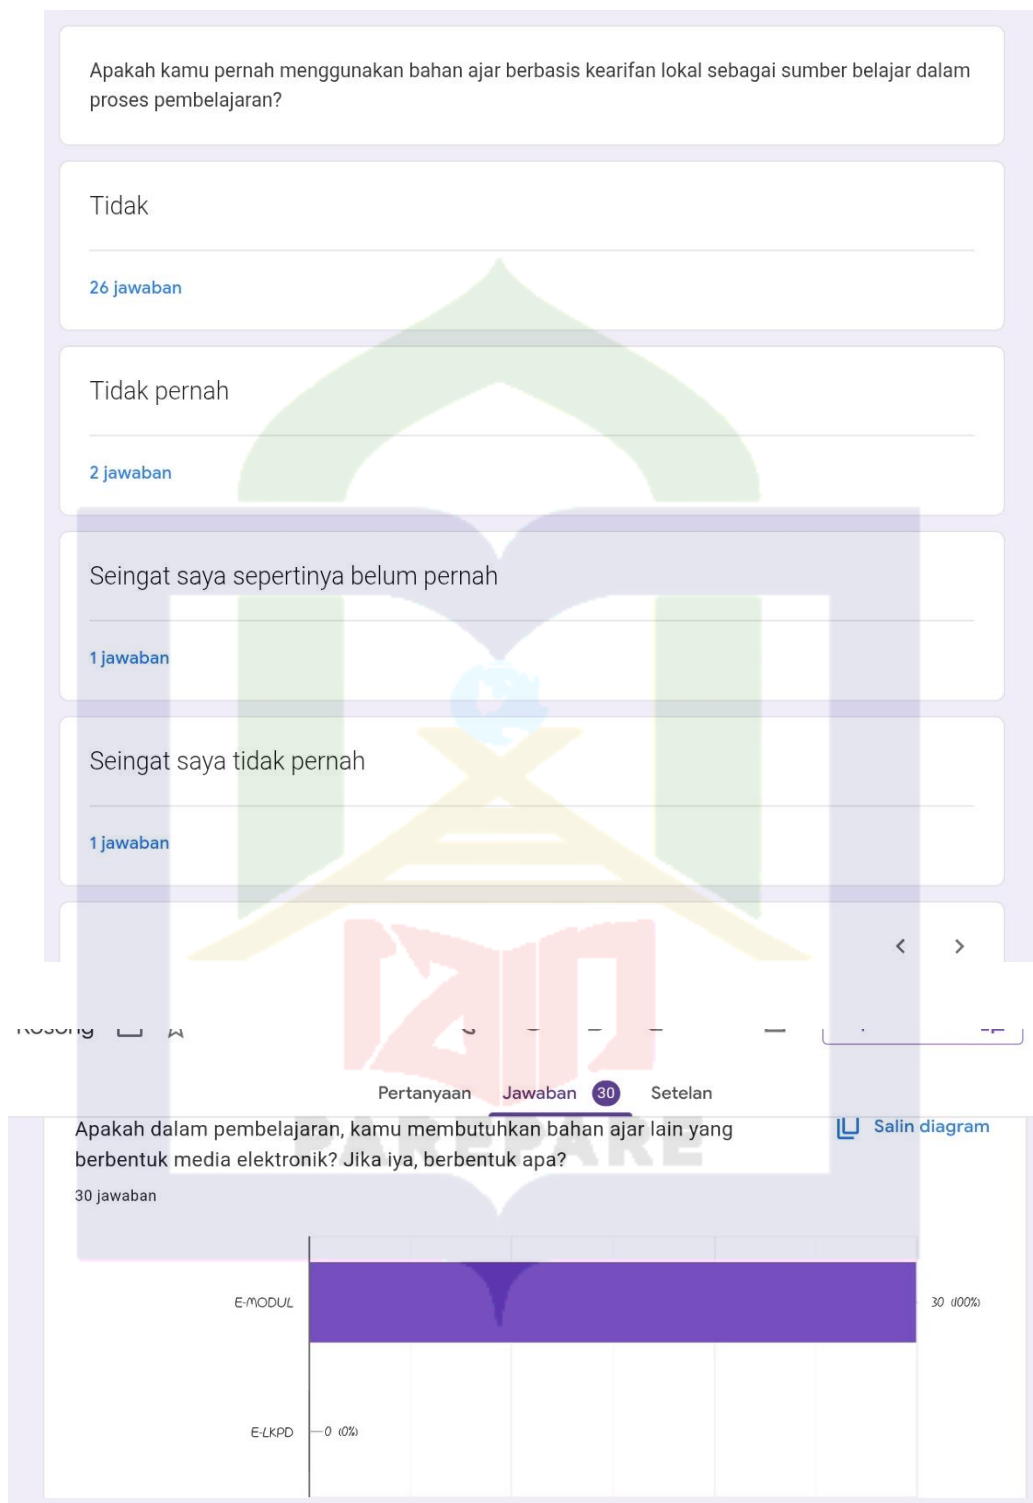 Apakah kamu pernah menggunakan bahan ajar berbasis kearifan lokal sebagai sumber belajar dalam
proses pembelajaran?
Tidak
26 jawaban
Tidak pernah
2 jawaban
Seingat saya sepertinya belum pernah
1 jawaban
Seingat saya tidak pernah
1 jawaban
iain
Pertanyaan Jawaban 30 Setelan
PAREPARE
Apakah dalam pembelajaran, kamu membutuhkan bahan ajar lain yang
berbentuk media elektronik? Jika iya, berbentuk apa?
Salin diagram
30 jawaban
E-MODUL 30 (100%)
E-LKPD 0 (0%)